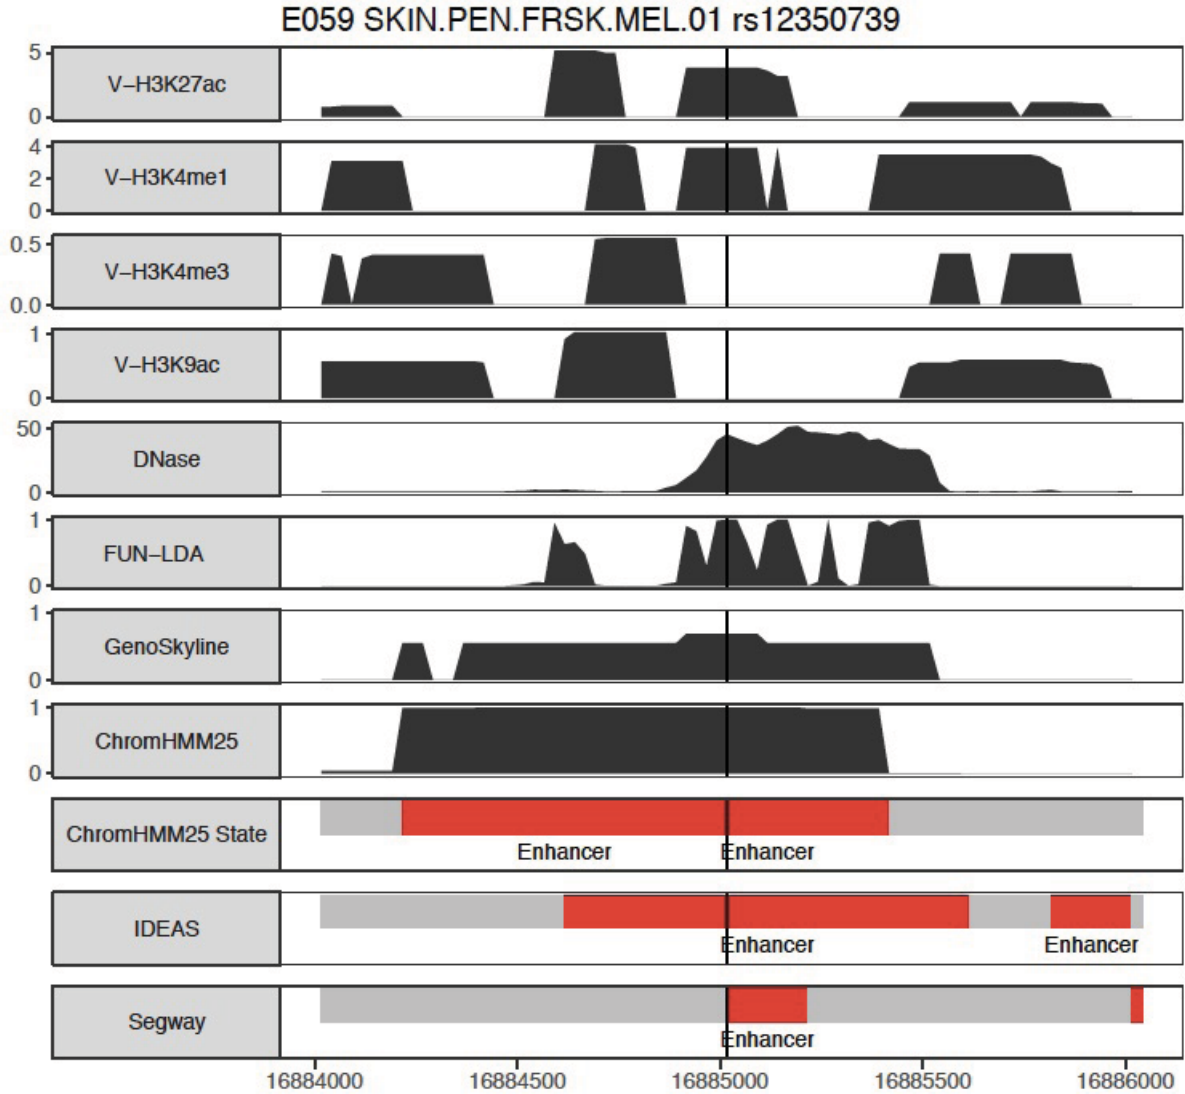 E059 SKIN.PEN.FRSK.MEL.01 rs12350739
5
V−H3K27ac
0
4
V−H3K4me1
2
0
0.5
V−H3K4me3
0.0
1
V−H3K9ac
0
50
DNase
0
1
FUN−LDA
0
1
GenoSkyline
0
1
ChromHMM25
0
ChromHMM25 State
Enhancer Enhancer
IDEAS
Enhancer Enhancer
Segway
Enhancer
16884000 16884500 16885000 16885500 16886000